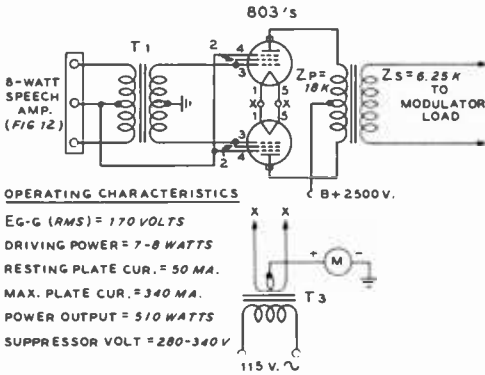 803's
T1
2 4
3
8-WATT
SPEECH
AMP.
(FIG 12)
1 5
X X
1 5
ZP=
18K
ZS=6.25K
TO
MODULATOR
LOAD
3
4
2
B+2500V.
OPERATING CHARACTERISTICS
EG-G (RMS) = 170 VOLTS
DRIVING POWER = 7-8 WATTS
RESTING PLATE CUR. = 50 MA.
MAX. PLATE CUR. = 340 MA.
POWER OUTPUT = 510 WATTS
SUPPRESSOR VOLT = 280-340 V
X X
+ M -
T3
115 V. ~